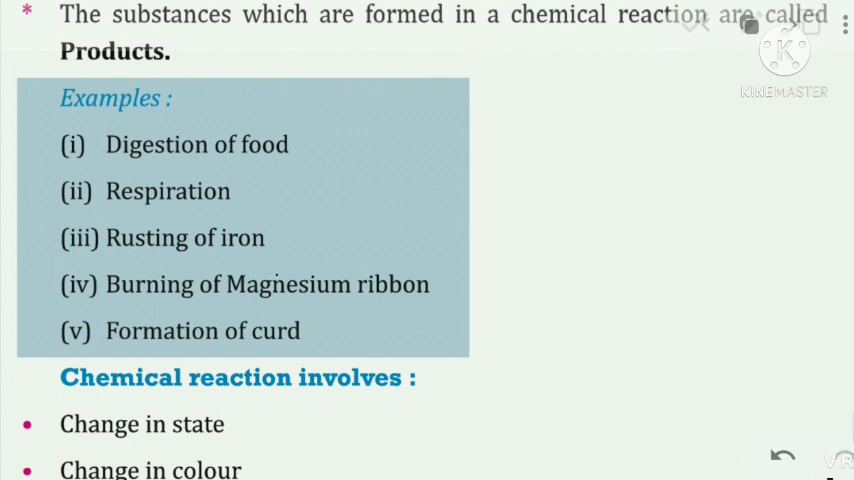 * The substances which are formed in a chemical reaction are called
Products.
Examples :
(i) Digestion of food
(ii) Respiration
(iii) Rusting of iron
(iv) Burning of Magnesium ribbon
(v) Formation of curd
Chemical reaction involves :
• Change in state
• Change in colour
K
KINEMASTER
VR